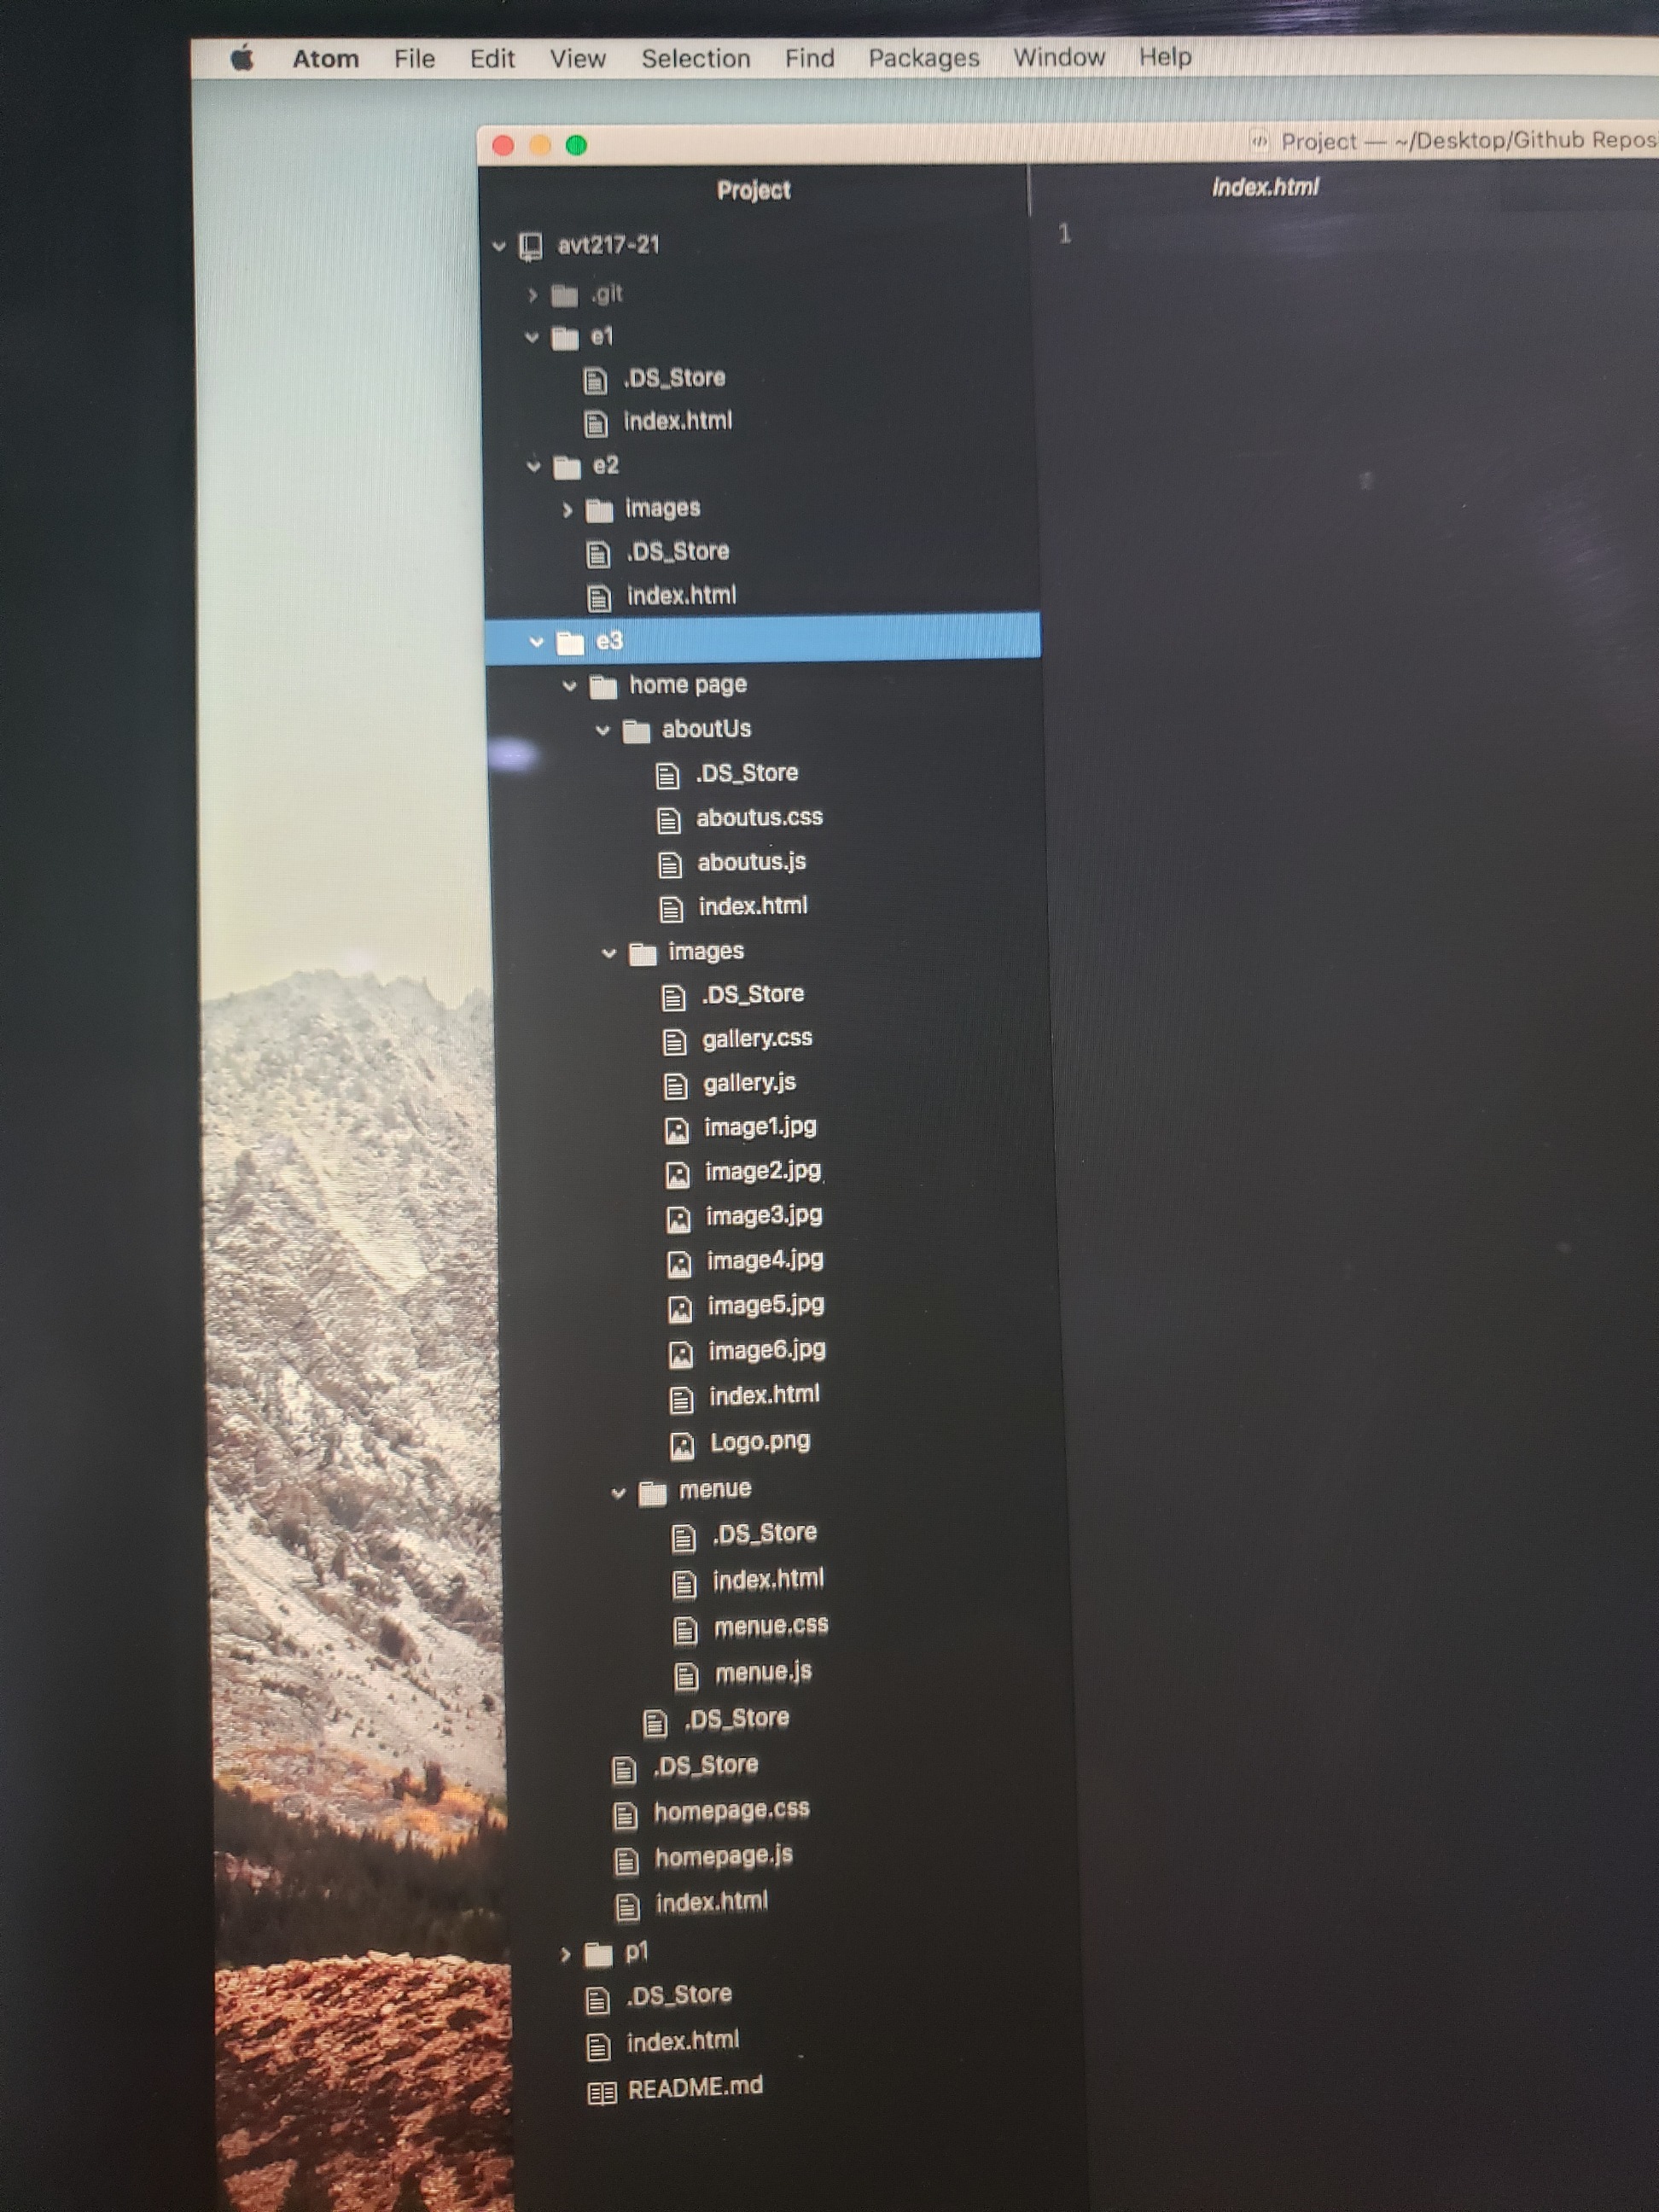 Atom File Edit View Selection Find Packages Window Help
Project — ~/Desktop/Github Repos
Project
index.html
avt217-21
1
.git
e1
.DS_Store
index.html
e2
images
.DS_Store
index.html
e3
home page
aboutUs
.DS_Store
aboutus.css
aboutus.js
index.html
images
.DS_Store
gallery.css
gallery.js
image1.jpg
image2.jpg
image3.jpg
image4.jpg
image5.jpg
image6.jpg
index.html
Logo.png
menue
.DS_Store
index.html
menue.css
menue.js
.DS_Store
.DS_Store
homepage.css
homepage.js
index.html
p1
.DS_Store
index.html
README.md